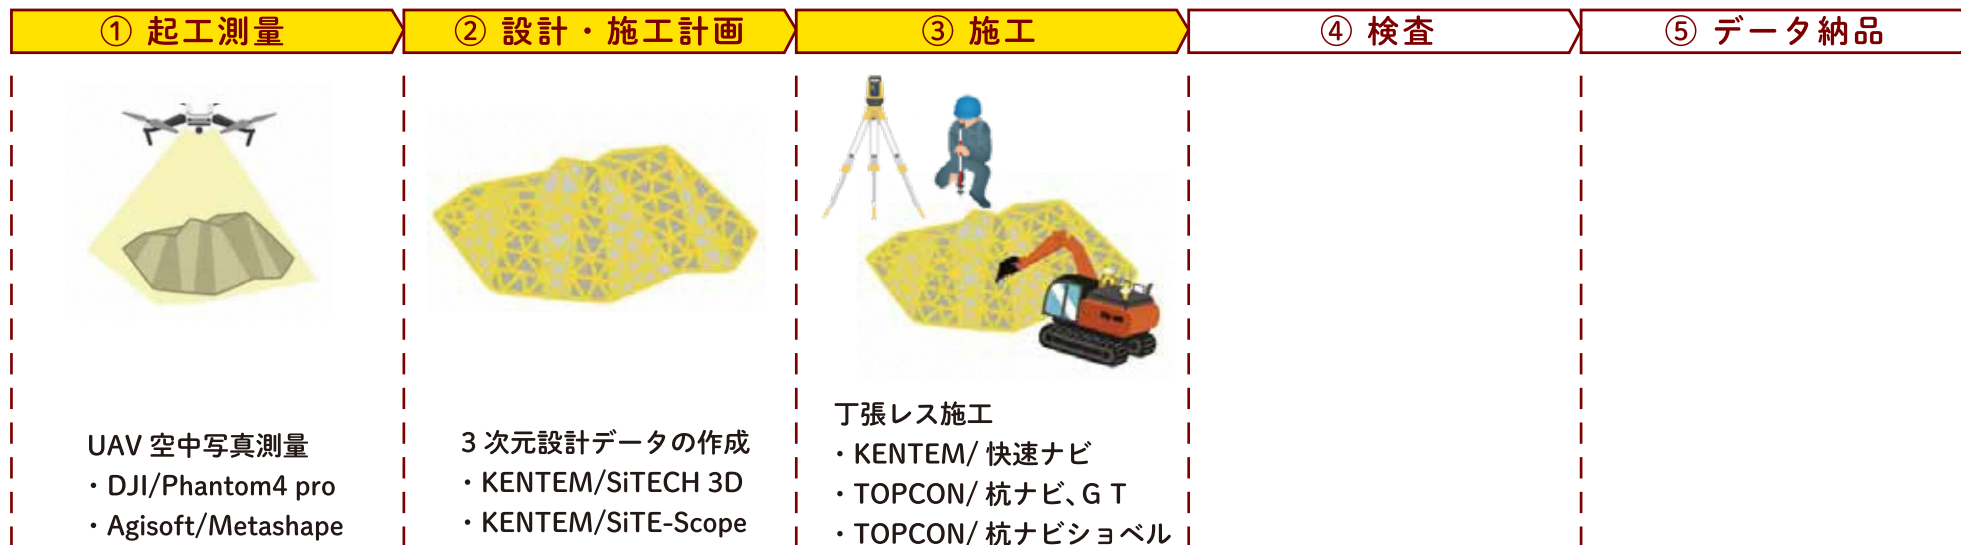 ① 起工測量
② 設計・施工計画
③ 施工
④ 検査
⑤ データ納品
UAV 空中写真測量
・DJI/Phantom4 pro
・Agisoft/Metashape
3 次元設計データの作成
・KENTEM/SiTECH 3D
・KENTEM/SiTE-Scope
丁張レス施工
・KENTEM/ 快速ナビ
・TOPCON/ 杭ナビ、G T
・TOPCON/ 杭ナビショベル